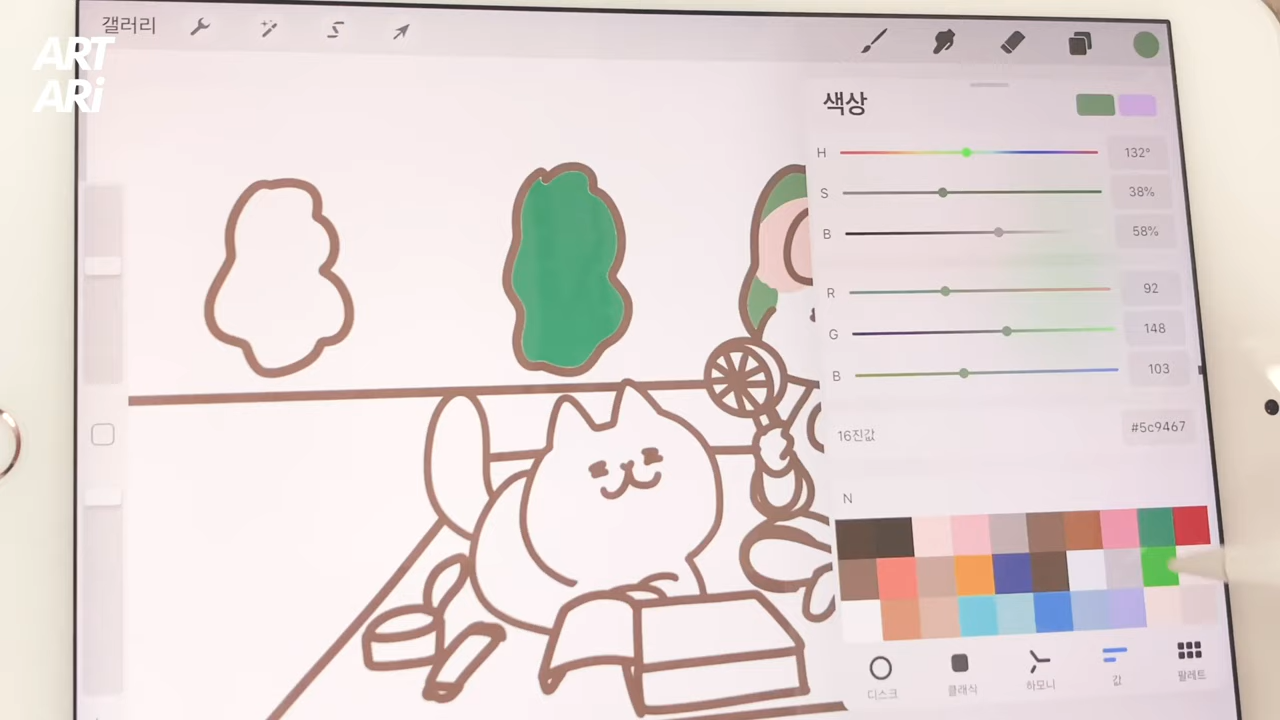 갤러리
ART
ARi
색상
H 132°
S 38%
B 58%
R 92
G 148
B 103
16진값 #5c9467
N
디스크 클래식 하모니 값 팔레트